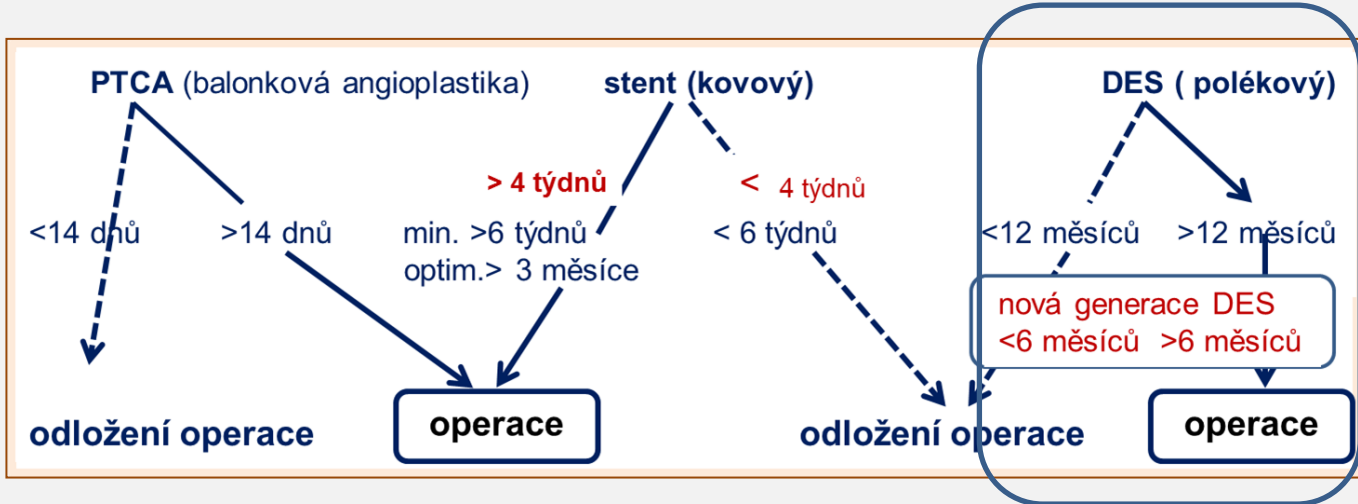 PTCA (balonková angioplastika)
stent (kovový)
DES ( polékový)
> 4 týdnů
< 4 týdnů
<14 dnů
>14 dnů
min. >6 týdnů
optim.> 3 měsíce
< 6 týdnů
<12 měsíců
>12 měsíců
nová generace DES
<6 měsíců >6 měsíců
odložení operace
operace
odložení operace
operace